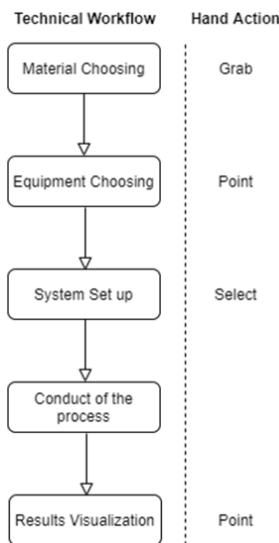 Technical Workflow Hand Action
Material Choosing Grab
Equipment Choosing Point
System Set up Select
Conduct of the
process
Results Visualization Point